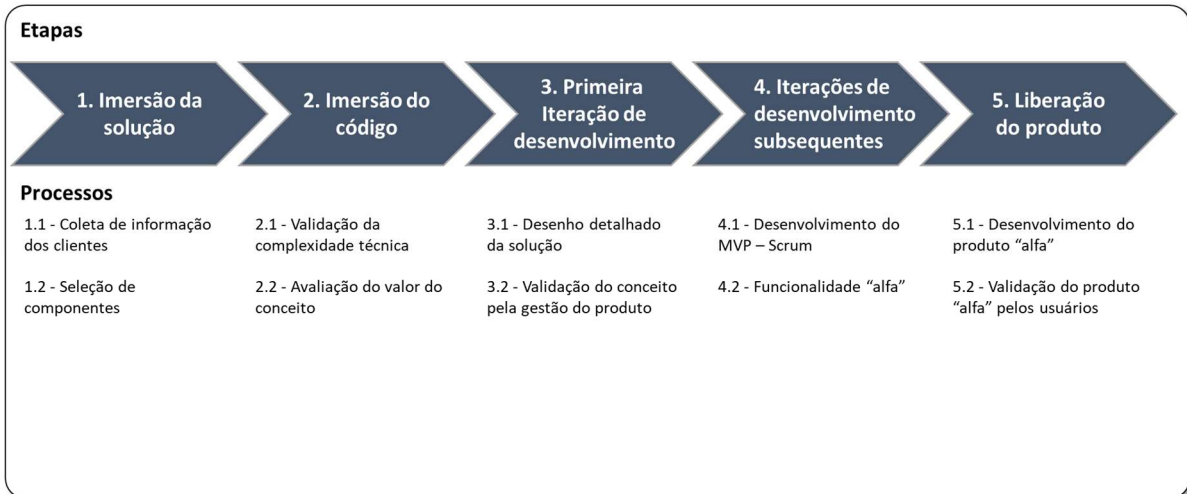 Etapas
1. Imersão da
solução
2. Imersão do
código
3. Primeira
Iteração de
desenvolvimento
4. Iterações de
desenvolvimento
subsequentes
5. Liberação
do produto
Processos
1.1 - Coleta de informação
dos clientes
1.2 - Seleção de
componentes
2.1 - Validação da
complexidade técnica
2.2 - Avaliação do valor do
conceito
3.1 - Desenho detalhado
da solução
3.2 - Validação do conceito
pela gestão do produto
4.1 - Desenvolvimento do
MVP – Scrum
4.2 - Funcionalidade “alfa”
5.1 - Desenvolvimento do
produto “alfa”
5.2 - Validação do produto
“alfa” pelos usuários